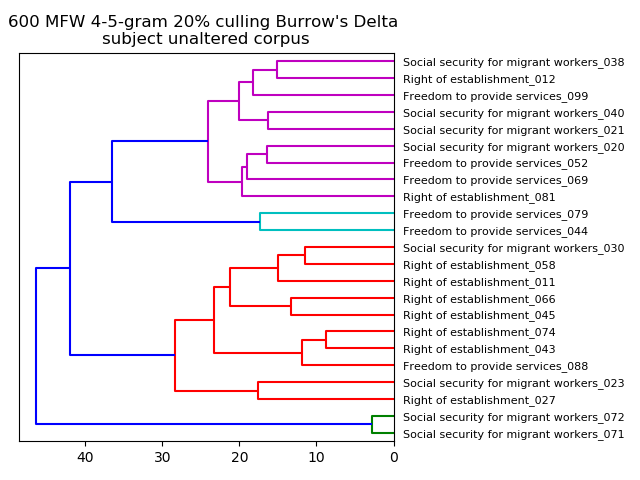 600 MFW 4-5-gram 20% culling Burrow's Delta
subject unaltered corpus
Social security for migrant workers_038
Right of establishment_012
Freedom to provide services_099
Social security for migrant workers_040
Social security for migrant workers_021
Social security for migrant workers_020
Freedom to provide services_052
Freedom to provide services_069
Right of establishment_081
Freedom to provide services_079
Freedom to provide services_044
Social security for migrant workers_030
Right of establishment_058
Right of establishment_011
Right of establishment_066
Right of establishment_045
Right of establishment_074
Right of establishment_043
Freedom to provide services_088
Social security for migrant workers_023
Right of establishment_027
Social security for migrant workers_072
Social security for migrant workers_071
40 30 20 10 0